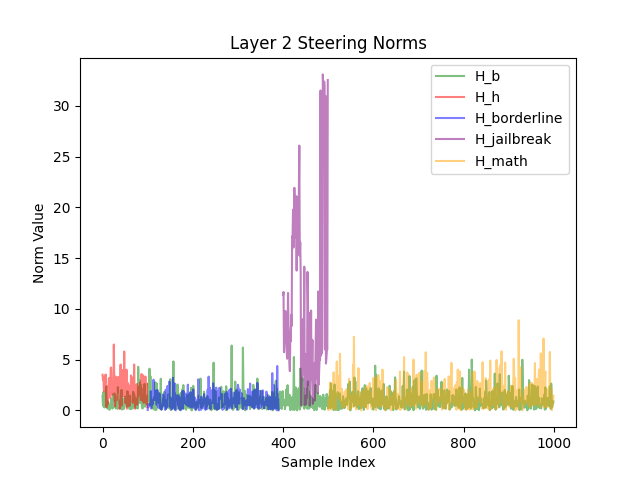 Layer 2 Steering Norms
H_b
H_h
H_borderline
H_jailbreak
H_math
Norm Value
30
25
20
15
10
5
0
0 200 400 600 800 1000
Sample Index